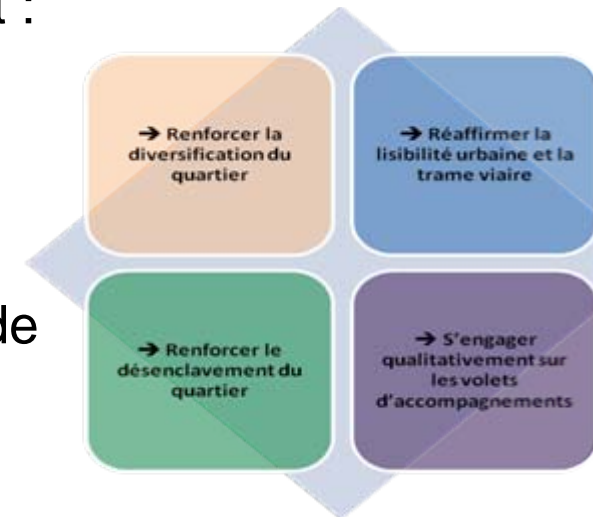 :
→ Renforcer la
diversification du
quartier
→ Réaffirmer la
lisibilité urbaine et la
trame viaire
de
→ Renforcer le
désenclavement du
quartier
→ S'engager
qualitativement sur
les volets
d'accompagnements